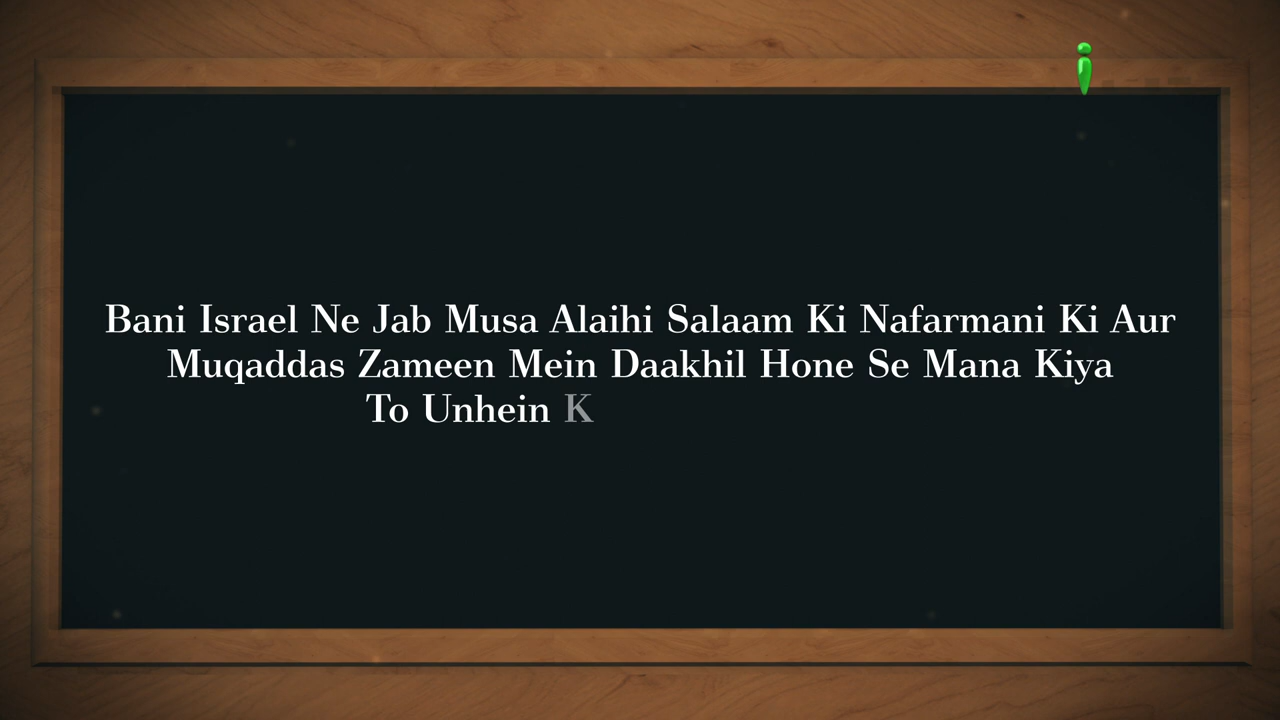 Bani Israel Ne Jab Musa Alaihi Salaam Ki Nafarmani Ki Aur
Muqaddas Zameen Mein Daakhil Hone Se Mana Kiya
To Unhein K